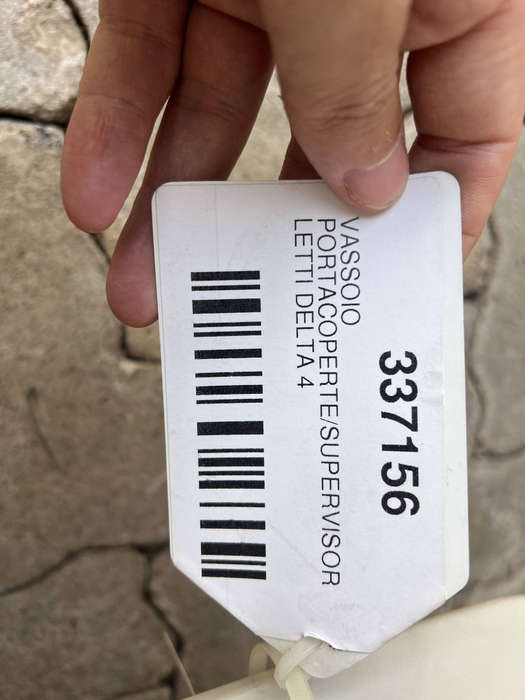 337156
VASSOIO
PORTACOPERTE/SUPERVISOR
LETTI DELTA 4